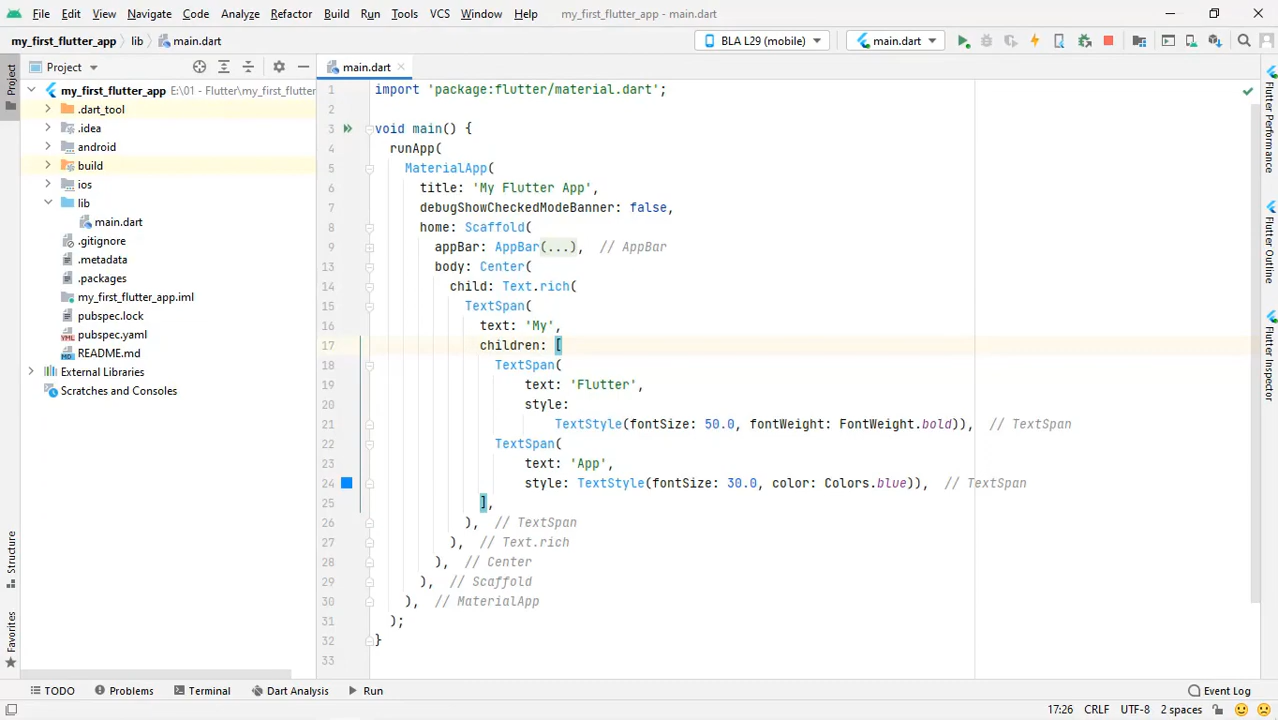 File Edit View Navigate Code Analyze Refactor Build Run Tools VCS Window Help my_first_flutter_app - main.dart
my_first_flutter_app lib main.dart BLA L29 (mobile) main.dart
Project
main.dart
Project
my_first_flutter_app E:\01 - Flutter\my_first_flutter
.dart_tool
.idea
android
build
ios
lib
main.dart
.gitignore
.metadata
.packages
my_first_flutter_app.iml
pubspec.lock
pubspec.yaml
README.md
External Libraries
Scratches and Consoles
Structure
Favorites
1 import 'package:flutter/material.dart';
2
3 void main() {
4 runApp(
5 MaterialApp(
6 title: 'My Flutter App',
7 debugShowCheckedModeBanner: false,
8 home: Scaffold(
9 appBar: AppBar(...), // AppBar
13 body: Center(
14 child: Text.rich(
15 TextSpan(
16 text: 'My',
17 children: [
18 TextSpan(
19 text: 'Flutter',
20 style:
21 TextStyle(fontSize: 50.0, fontWeight: FontWeight.bold)), // TextSpan
22 TextSpan(
23 text: 'App',
24 style: TextStyle(fontSize: 30.0, color: Colors.blue)), // TextSpan
25 ],
26 ), // TextSpan
27 ), // Text.rich
28 ), // Center
29 ), // Scaffold
30 ), // MaterialApp
31 );
32 }
33
Flutter Performance
Flutter Outline
Flutter Inspector
TODO Problems Terminal Dart Analysis Run Event Log
17:26 CRLF UTF-8 2 spaces